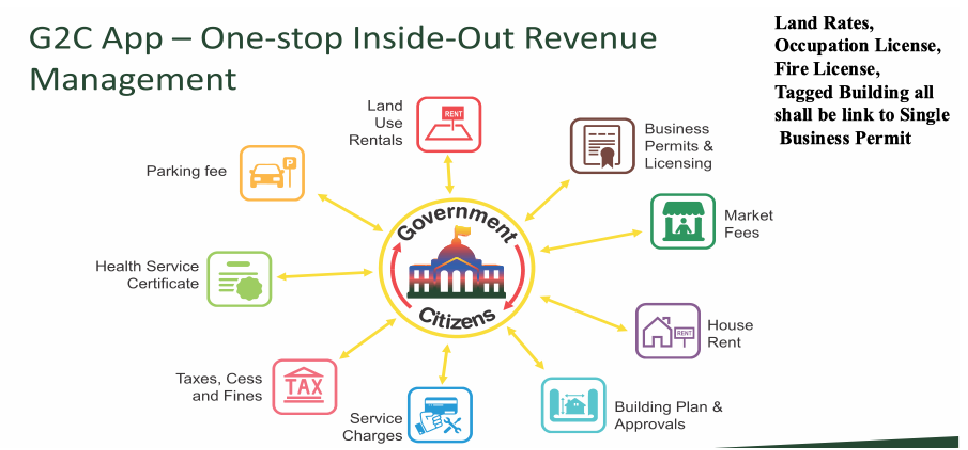 G2C App – One-stop Inside-Out Revenue
Management
Land Rates,
Occupation License,
Fire License,
Tagged Building all
shall be link to Single
Business Permit
Land
Use
Rentals
RENT
Business
Permits &
Licensing
Parking fee
P
Market
Fees
Government
Citizens
Health Service
Certificate
House
Rent
RENT
Taxes, Cess
and Fines
TAX
Service
Charges
Building Plan &
Approvals